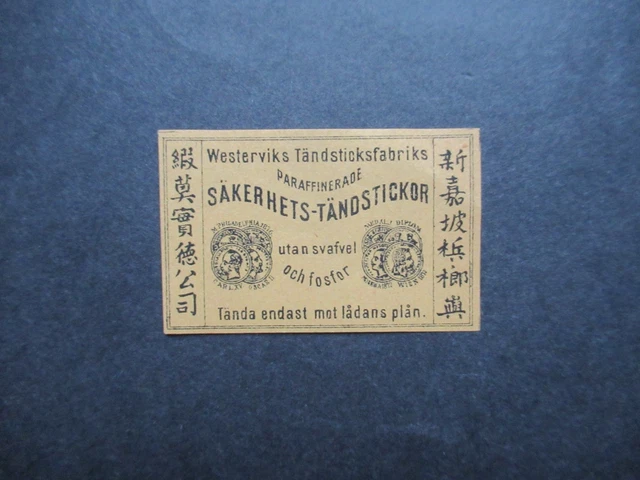 Westerviks Tändsticksfabriks
PARAFFINERADE
SÄKERHETS-TÄNDSTICKOR
utan svafvel
och fosfor
Tända endast mot lådans plån.
新嘉坡梹榔嶼
緞莫實德公司